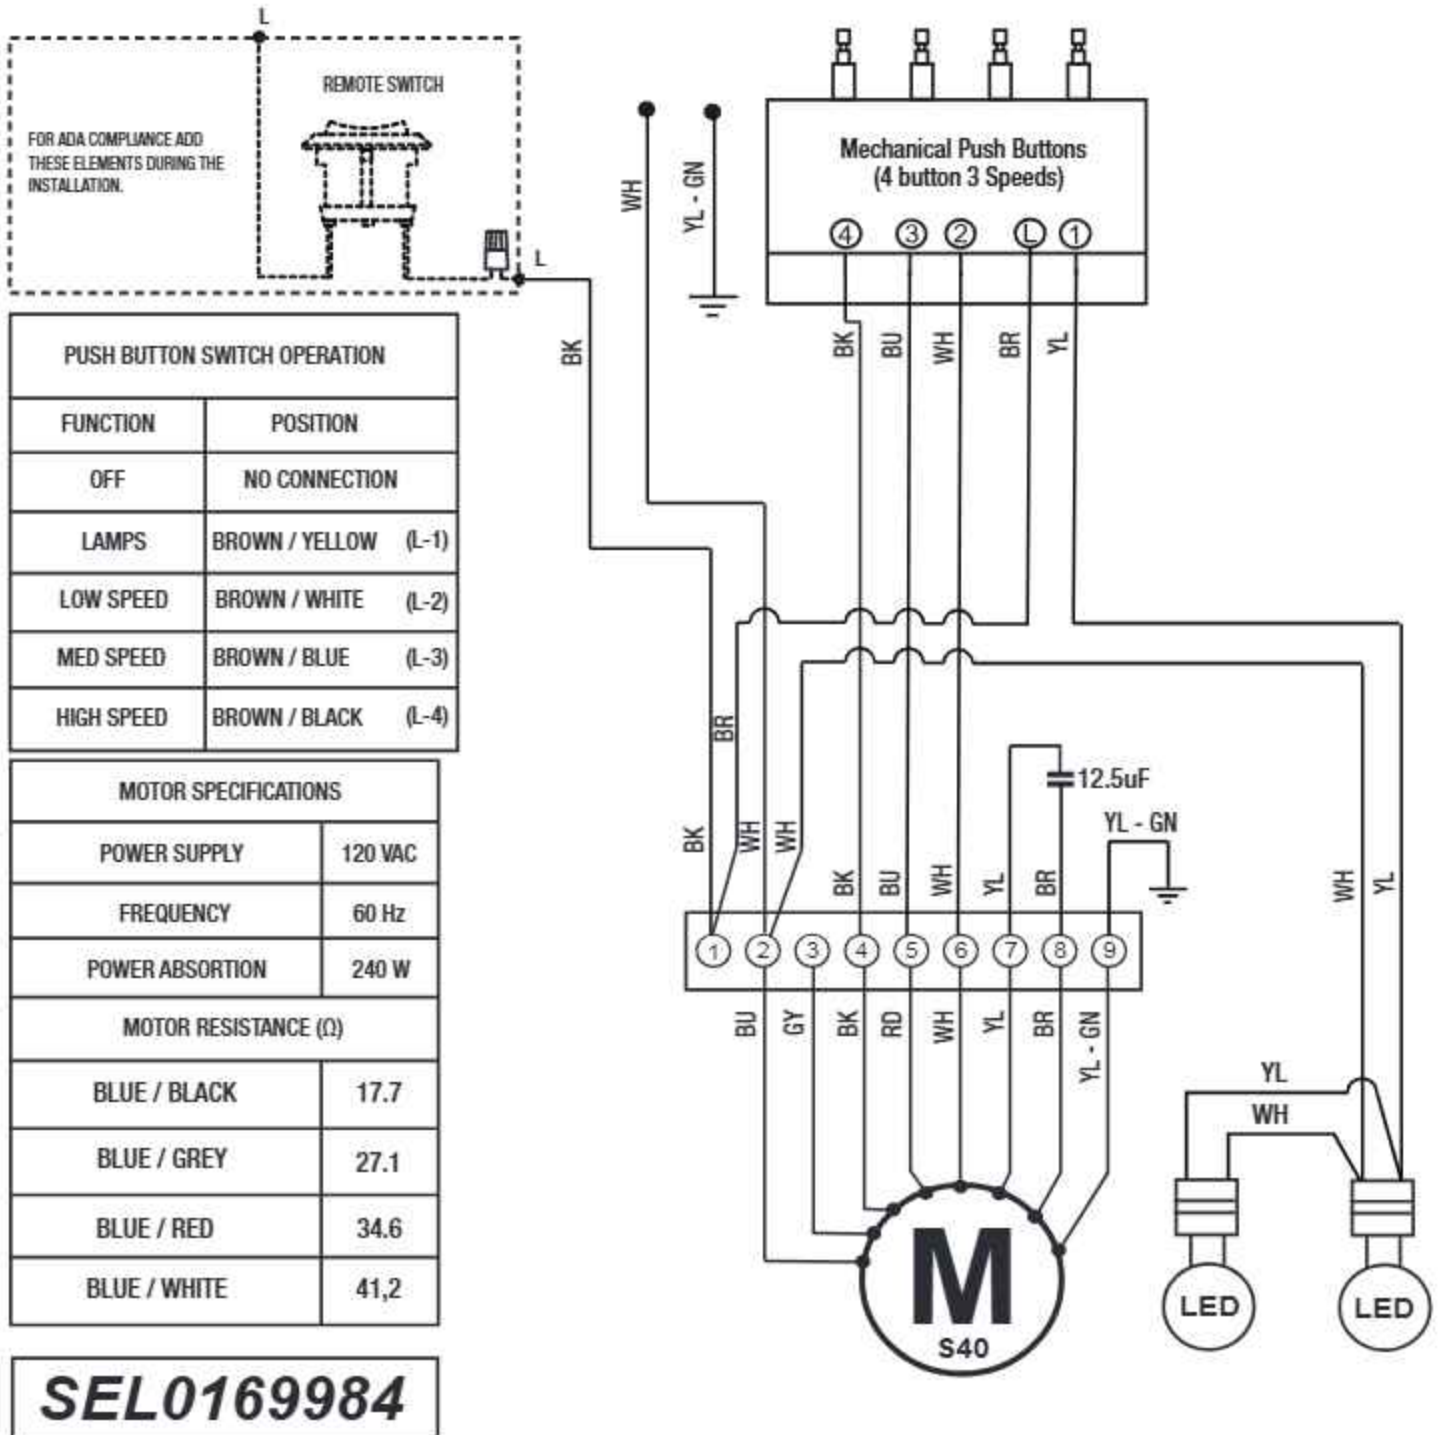 L
REMOTE SWITCH
FOR ADA COMPLIANCE ADD
THESE ELEMENTS DURING THE
INSTALLATION.
L
BK
WH
YL - GN
Mechanical Push Buttons
(4 button 3 Speeds)
4 3 2 L 1
BK BU WH BR YL
PUSH BUTTON SWITCH OPERATION
FUNCTION POSITION
OFF NO CONNECTION
LAMPS BROWN / YELLOW (L-1)
LOW SPEED BROWN / WHITE (L-2)
MED SPEED BROWN / BLUE (L-3)
HIGH SPEED BROWN / BLACK (L-4)
MOTOR SPECIFICATIONS
POWER SUPPLY 120 VAC
FREQUENCY 60 Hz
POWER ABSORTION 240 W
MOTOR RESISTANCE (Ω)
BLUE / BLACK 17.7
BLUE / GREY 27.1
BLUE / RED 34.6
BLUE / WHITE 41,2
SEL0169984
BR
12.5uF
YL - GN
BK WH WH BK BU WH YL BR WH YL
1 2 3 4 5 6 7 8 9
BU GY BK RD WH YL BR YL - GN
YL
WH
M
S40
LED LED